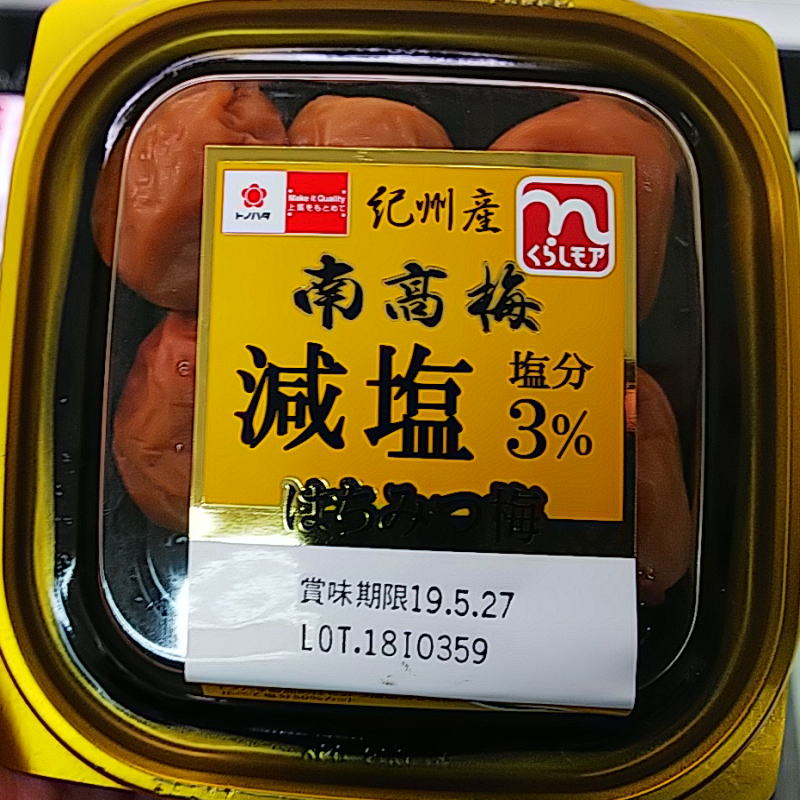 トノハタ
Make it Quality
上質をもとめて
紀州産
くらしモア
南高梅
減塩
塩分
3%
はちみつ梅
賞味期限19.5.27
LOT.18I0359